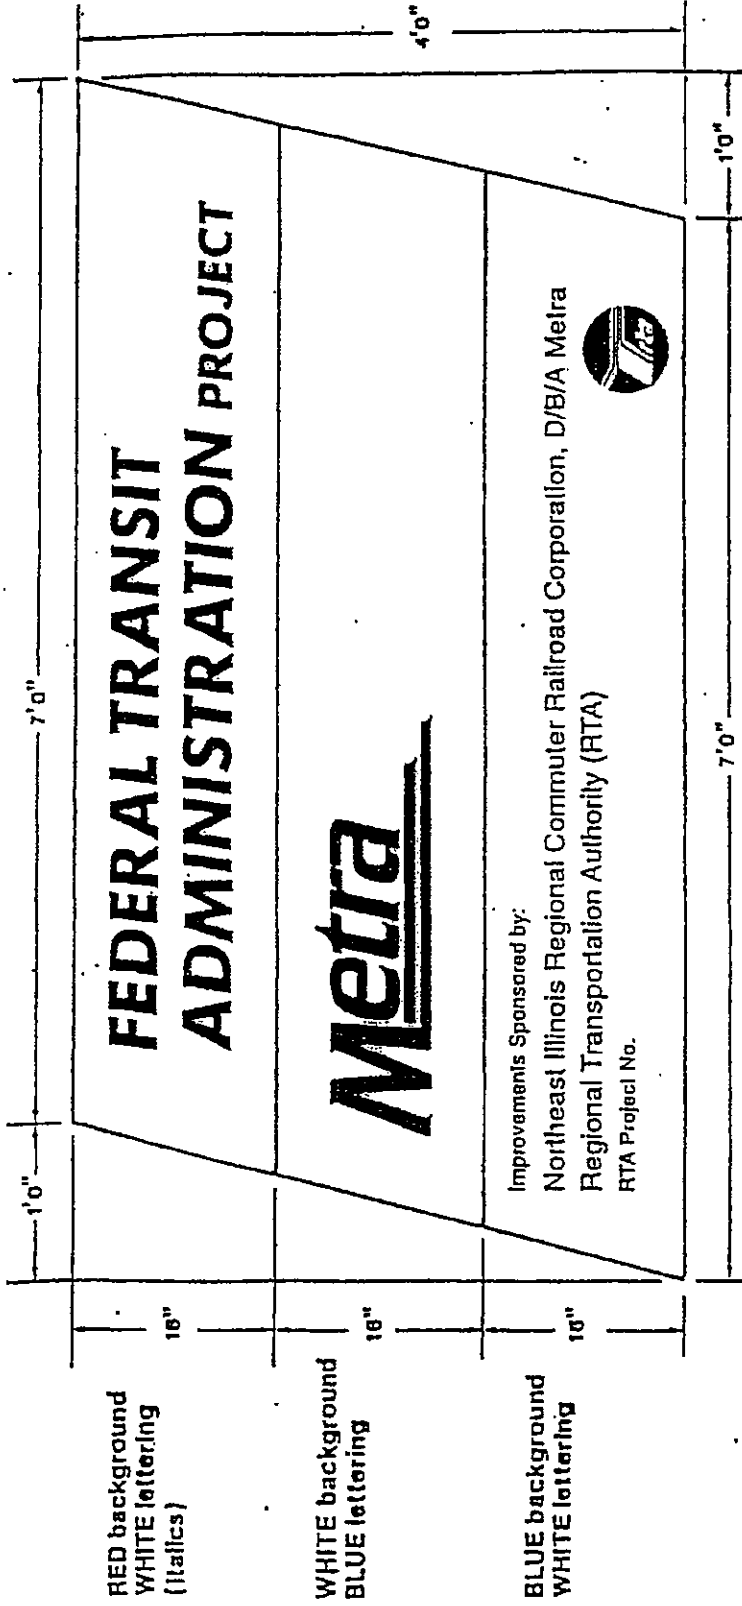 7'0"
1'0"
4'0"
16"
16"
16"
RED background
WHITE lettering
(Italics)
WHITE background
BLUE lettering
BLUE background
WHITE lettering
FEDERAL TRANSIT
ADMINISTRATION PROJECT
Metra
Improvements Sponsored by:
Northeast Illinois Regional Commuter Railroad Corporation, D/B/A Metra
Regional Transportation Authority (RTA)
RTA Project No.
rta
7'0"
1'0"